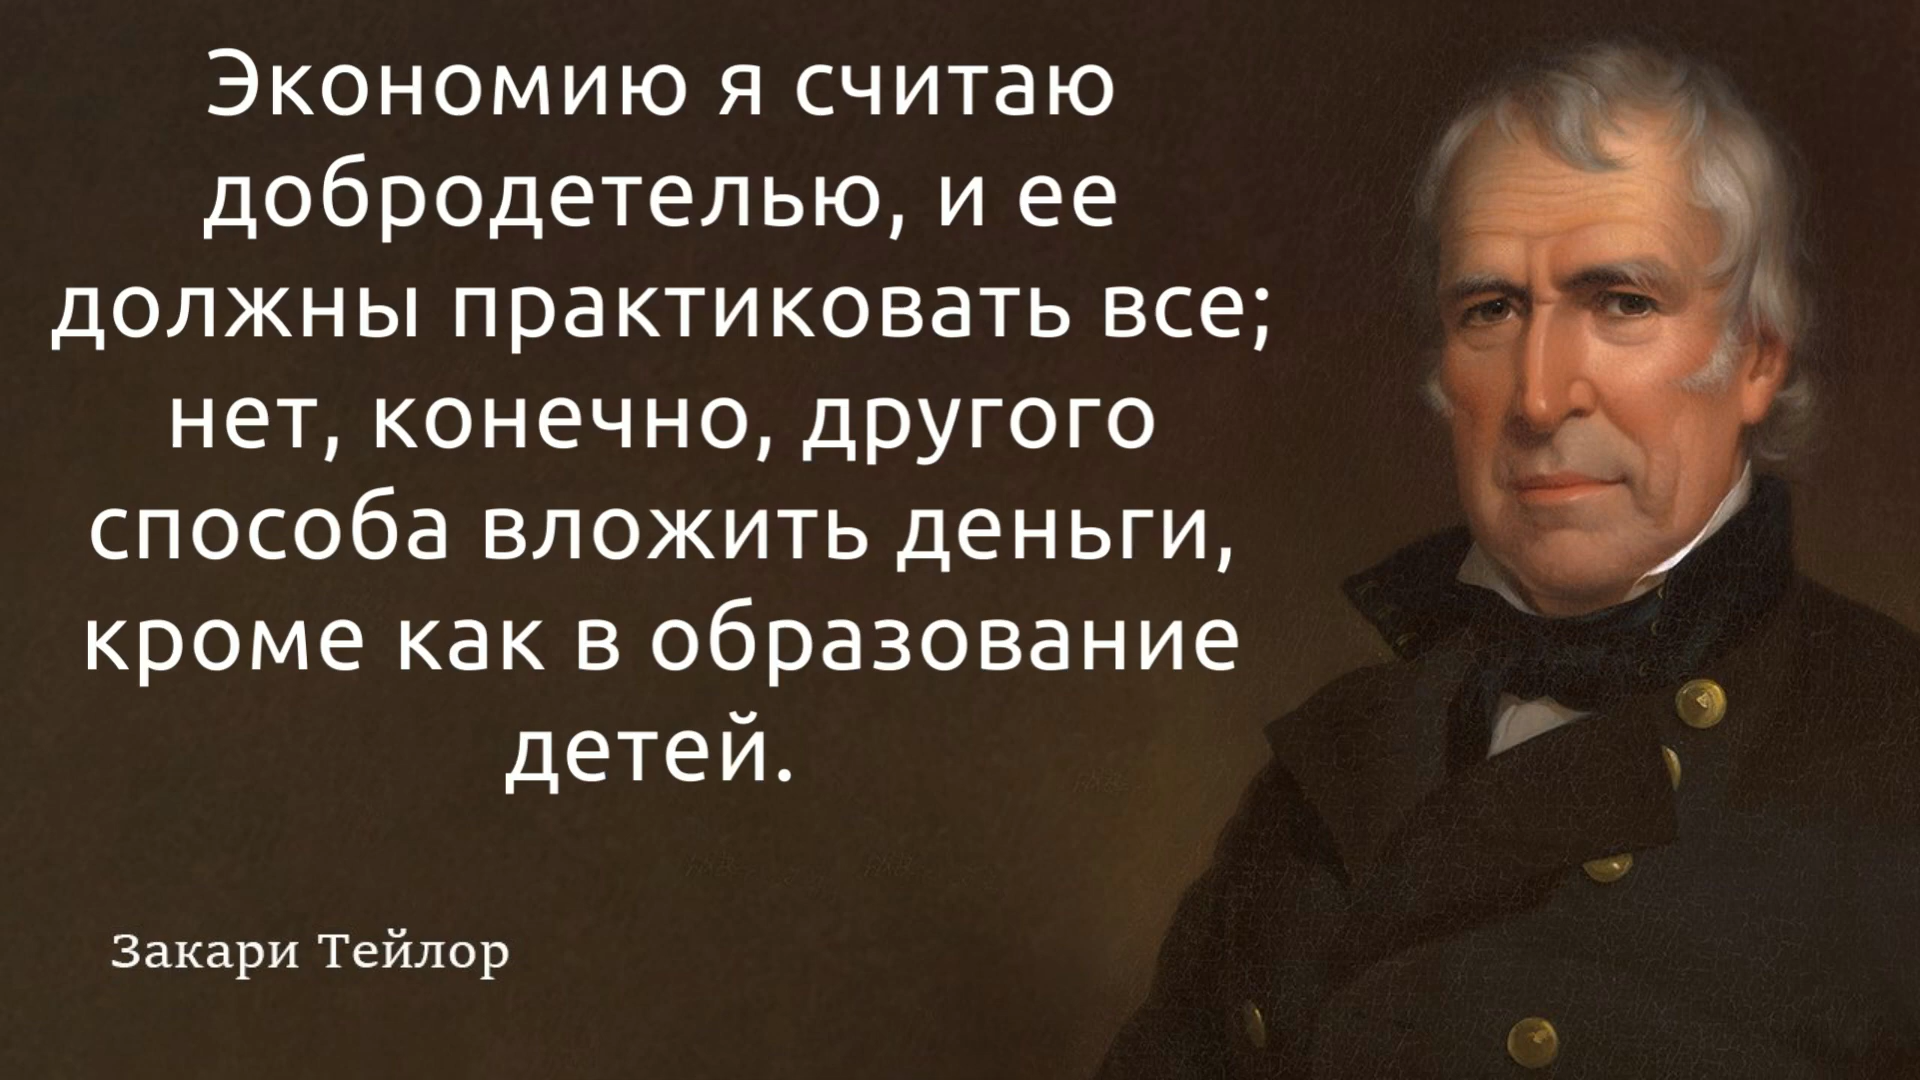 Экономию я считаю
добродетелью, и ее
должны практиковать все;
нет, конечно, другого
способа вложить деньги,
кроме как в образование
детей.
Закари Тейлор